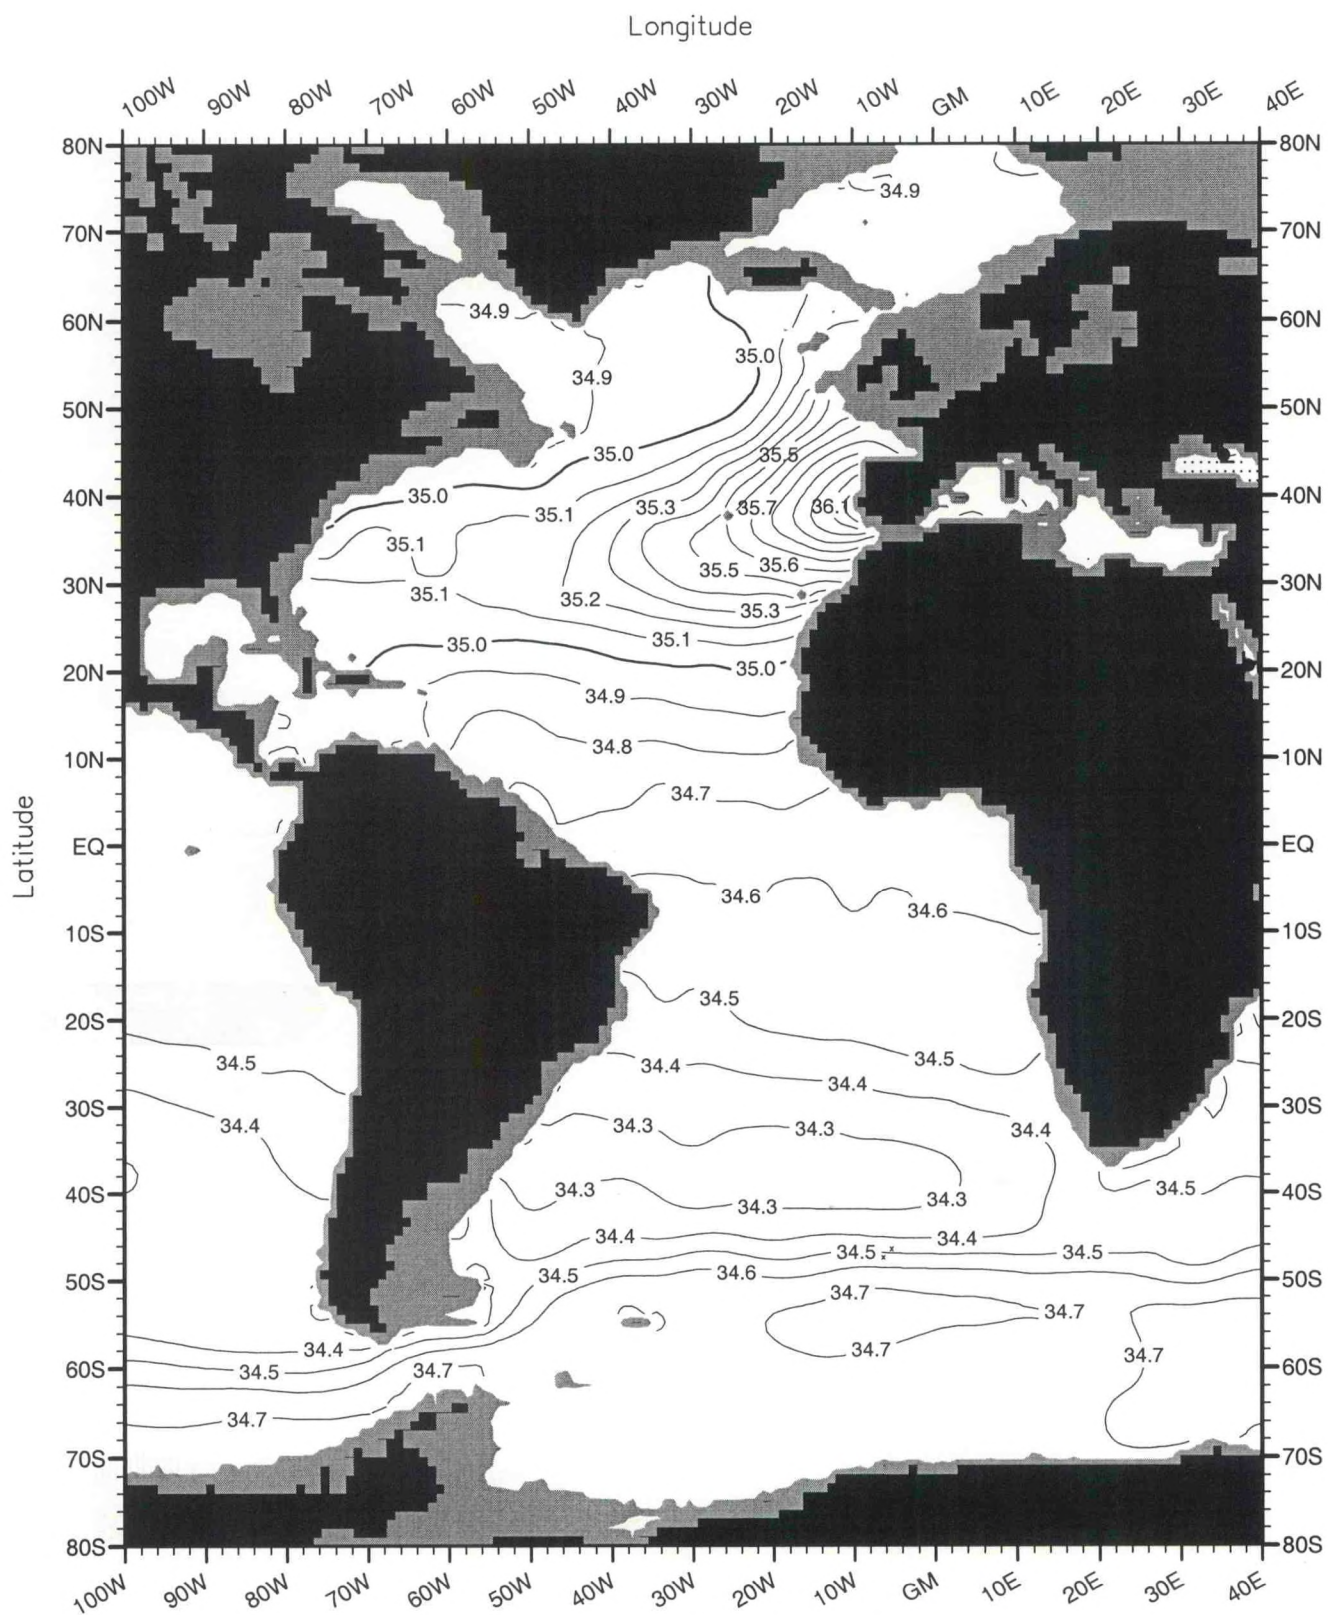 Longitude
100W 90W 80W 70W 60W 50W 40W 30W 20W 10W GM 10E 20E 30E 40E
80N 80N
34.9
70N 70N
34.9
60N 60N
35.0
34.9
50N 50N
35.0 35.5
40N 35.0 40N
35.1 35.3 35.7 36.1
35.1
35.5 35.6
30N 30N
35.1 35.2 35.3
35.0 35.1
20N 35.0 20N
34.9
34.8
10N 10N
34.7
Latitude
EQ EQ
34.6 34.6
10S 10S
34.5
20S 20S
34.5 34.4 34.5
34.4
30S 30S
34.4 34.3 34.3 34.4
40S 34.3 34.3 34.3 34.5 40S
34.4 34.4
34.5 34.5
50S 34.5 34.6 50S
34.7 34.7
34.4 34.7 34.7
60S 34.5 34.7 60S
34.7
70S 70S
80S 80S
100W 90W 80W 70W 60W 50W 40W 30W 20W 10W GM 10E 20E 30E 40E